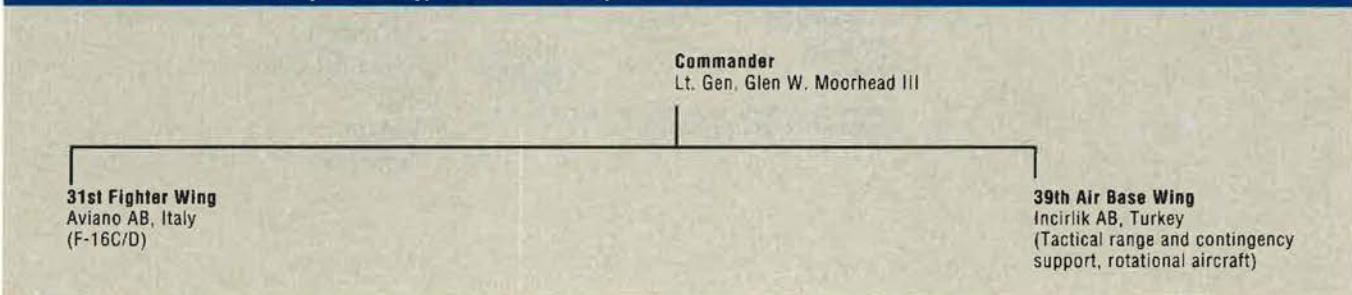 Commander
Lt. Gen. Glen W. Moorhead III
31st Fighter Wing
Aviano AB, Italy
(F-16C/D)
39th Air Base Wing
Incirlik AB, Turkey
(Tactical range and contingency
support, rotational aircraft)